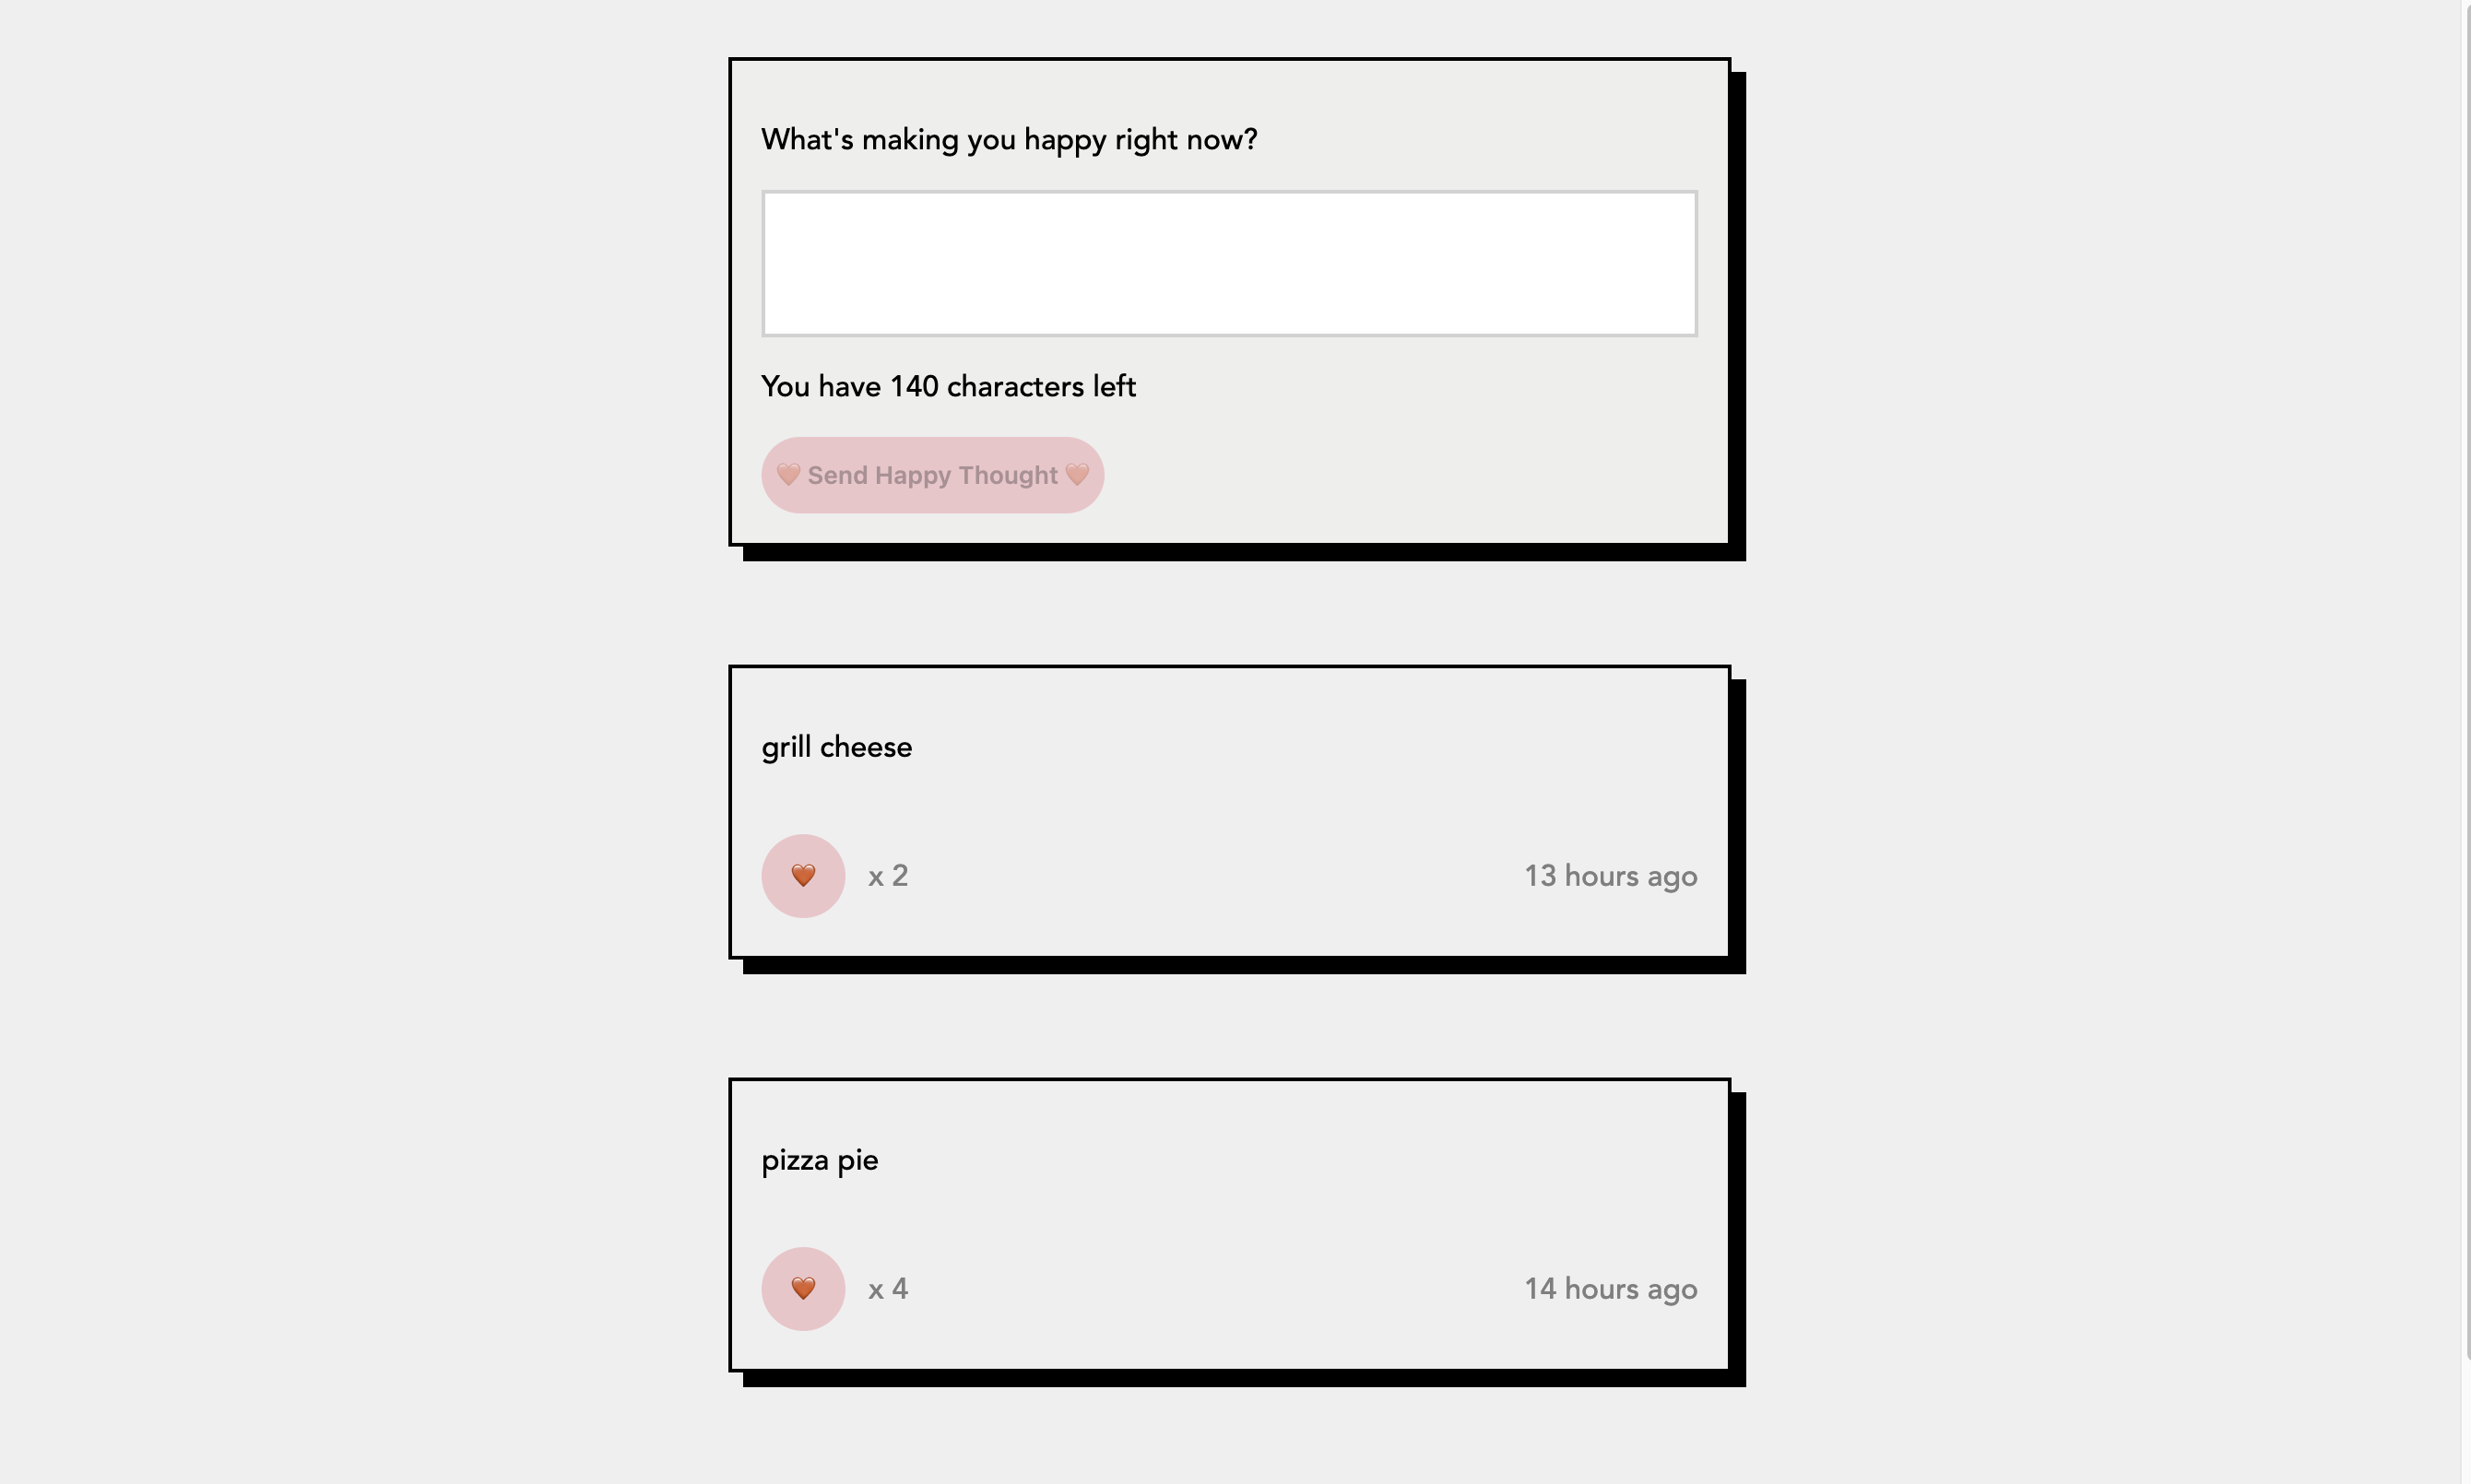 What's making you happy right now?
You have 140 characters left
🧡 Send Happy Thought 🧡
grill cheese
x 2
13 hours ago
pizza pie
x 4
14 hours ago